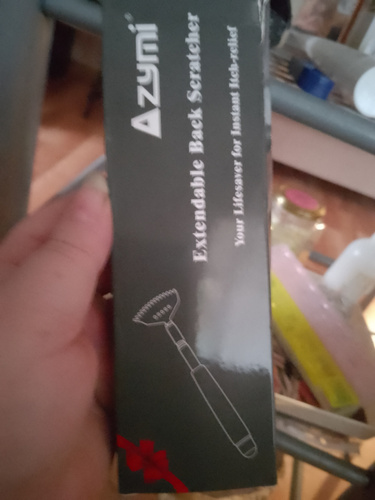 Azymi
Extendable Back Scratcher
Your Lifesaver for Instant Itch-relief